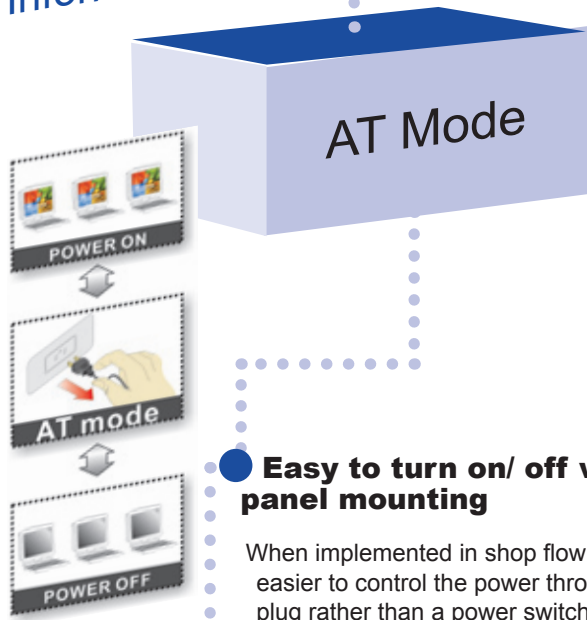 AT Mode
POWER ON
AT mode
POWER OFF
Easy to turn on/ off
panel mounting
When implemented in shop flow
easier to control the power
plug rather than a power switch